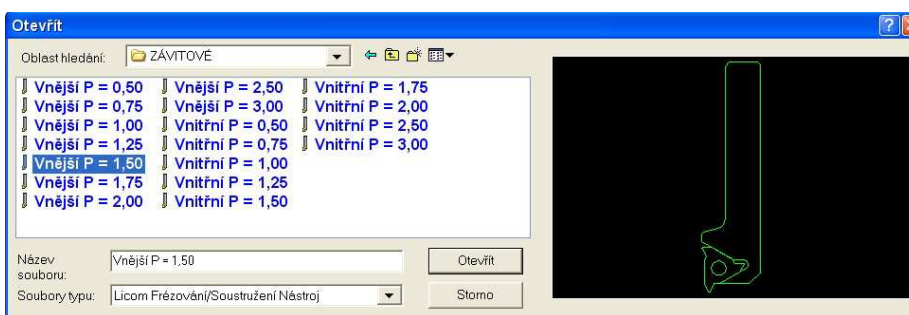 Otevřít
Oblast hledání: ZÁVITOVÉ
Vnější P = 0,50 Vnější P = 2,50 Vnitřní P = 1,75
Vnější P = 0,75 Vnější P = 3,00 Vnitřní P = 2,00
Vnější P = 1,00 Vnitřní P = 0,50 Vnitřní P = 2,50
Vnější P = 1,25 Vnitřní P = 0,75 Vnitřní P = 3,00
Vnější P = 1,50 Vnitřní P = 1,00
Vnější P = 1,75 Vnitřní P = 1,25
Vnější P = 2,00 Vnitřní P = 1,50
Název souboru: Vnější P = 1,50 Otevřít
Soubory typu: Licom Frézování/Soustružení Nástroj Storno